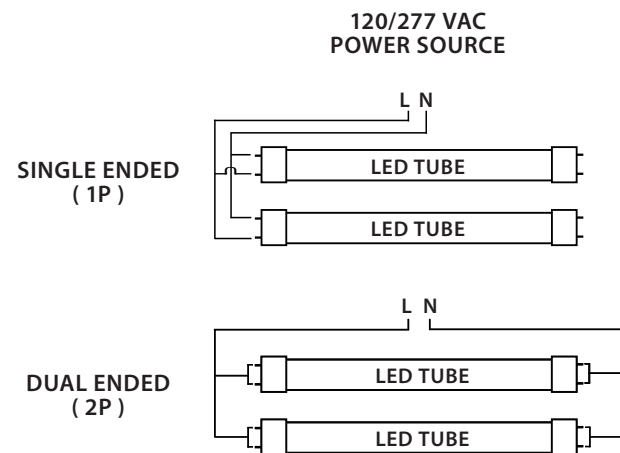 120/277 VAC
POWER SOURCE
L N
SINGLE ENDED
( 1P )
LED TUBE
LED TUBE
L N
DUAL ENDED
( 2P )
LED TUBE
LED TUBE